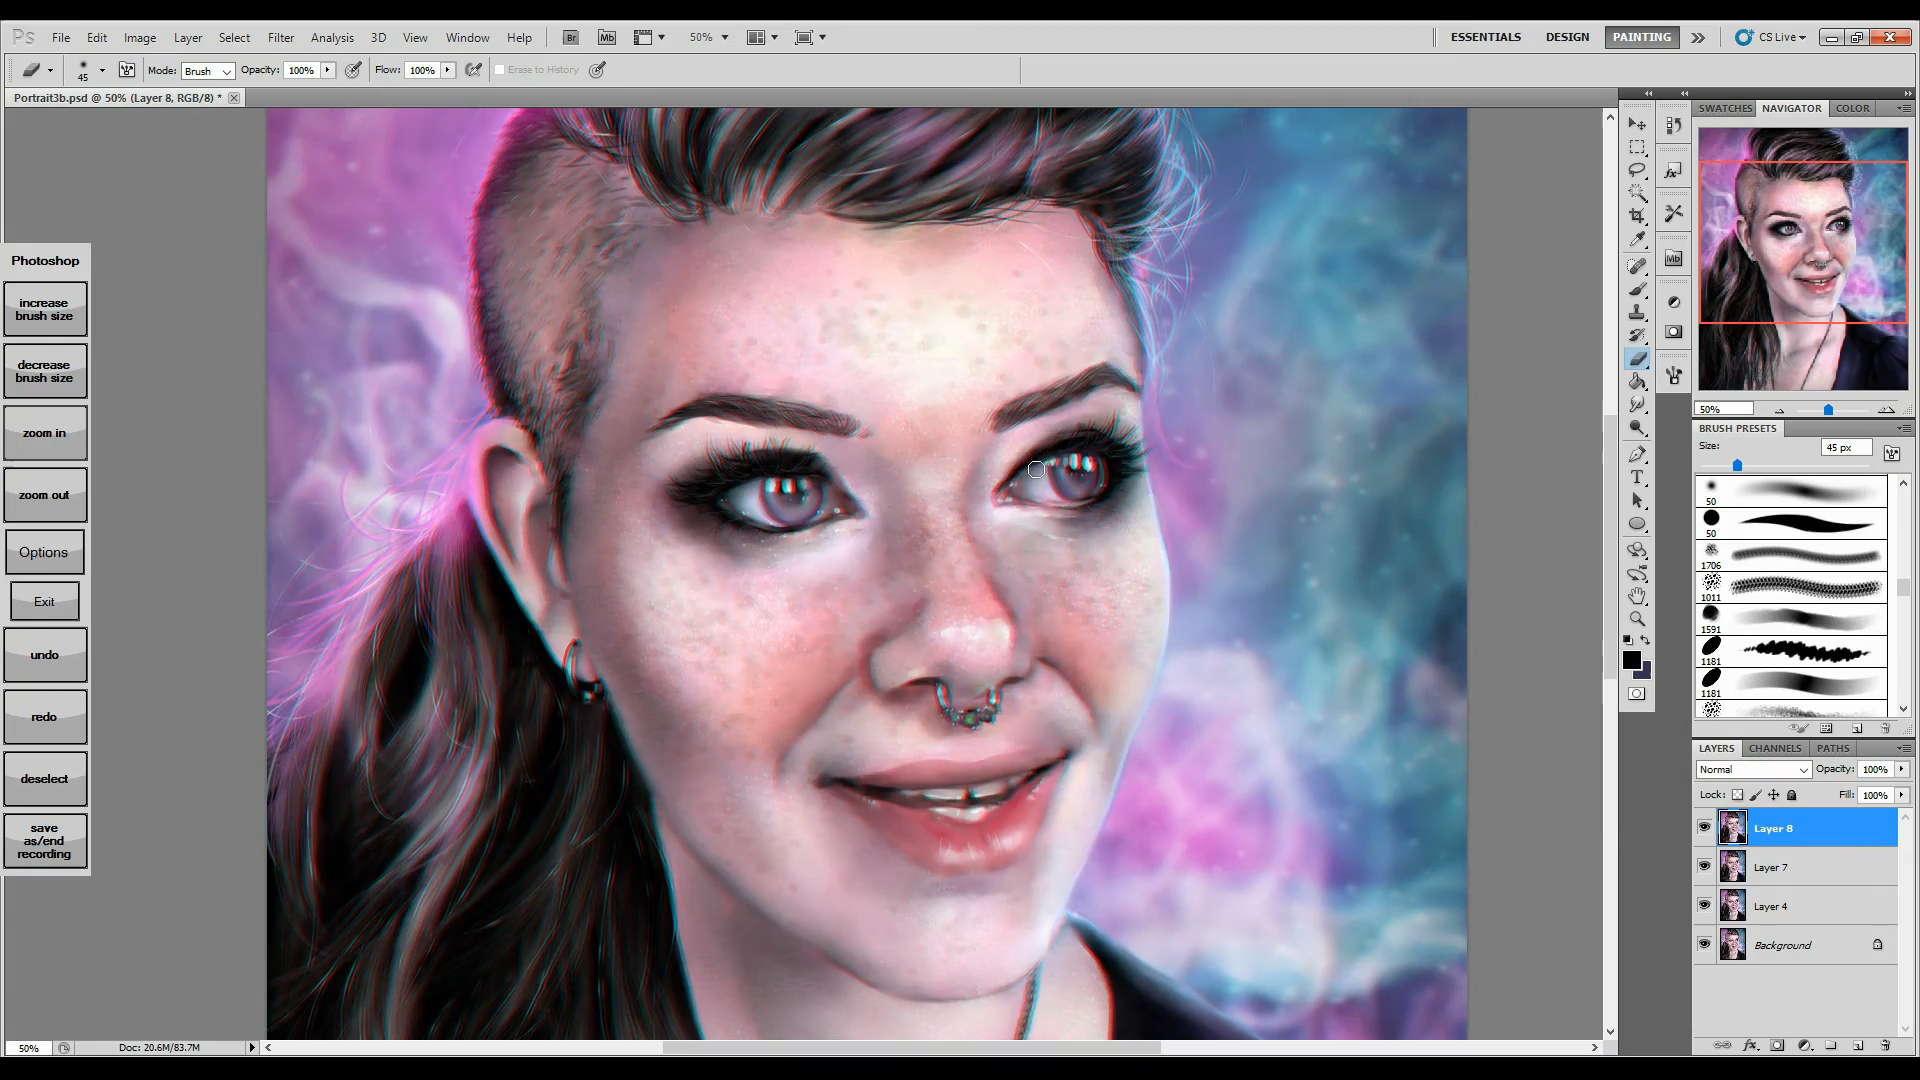 Ps File Edit Image Layer Select Filter Analysis 3D View Window Help Br Mb 50% ESSENTIALS DESIGN PAINTING CS Live
45 Mode: Brush Opacity: 100% Flow: 100% Erase to History
Portrait3b.psd @ 50% (Layer 8, RGB/8) *
SWATCHES NAVIGATOR COLOR
Photoshop
increase
brush size
decrease
brush size
zoom in
zoom out
Options
Exit
undo
redo
deselect
save
as/end
recording
Mb
T
50%
BRUSH PRESETS
Size: 45 px
50
50
1706
1011
1591
1181
1181
LAYERS CHANNELS PATHS
Normal Opacity: 100%
Lock: Fill: 100%
Layer 8
Layer 7
Layer 4
Background
fx
50% Doc: 20.6M/83.7M